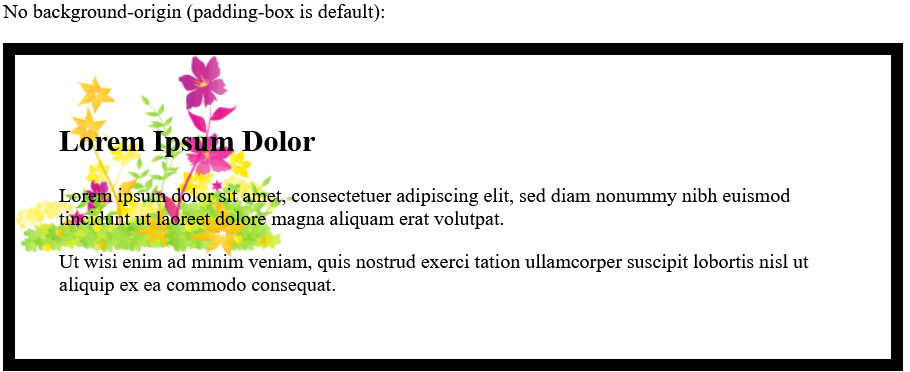 No background-origin (padding-box is default):
Lorem Ipsum Dolor
Lorem ipsum dolor sit amet, consectetuer adipiscing elit, sed diam nonummy nibh euismod
tincidunt ut laoreet dolore magna aliquam erat volutpat.
Ut wisi enim ad minim veniam, quis nostrud exerci tation ullamcorper suscipit lobortis nisl ut
aliquip ex ea commodo consequat.